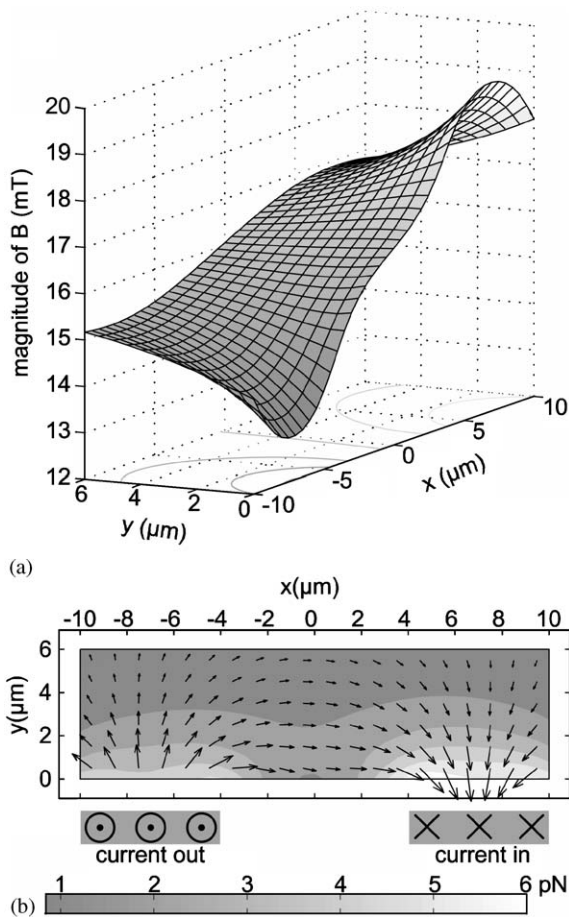 20
19
18
17
16
15
14
13
12
magnitude of B (mT)
6
4
2
0
y (μm)
-10
-5
0
5
10
x (μm)
(a)
x(μm)
-10 -8 -6 -4 -2 0 2 4 6 8 10
6
4
2
0
y(μm)
current out current in
(b) 1 2 3 4 5 6 pN